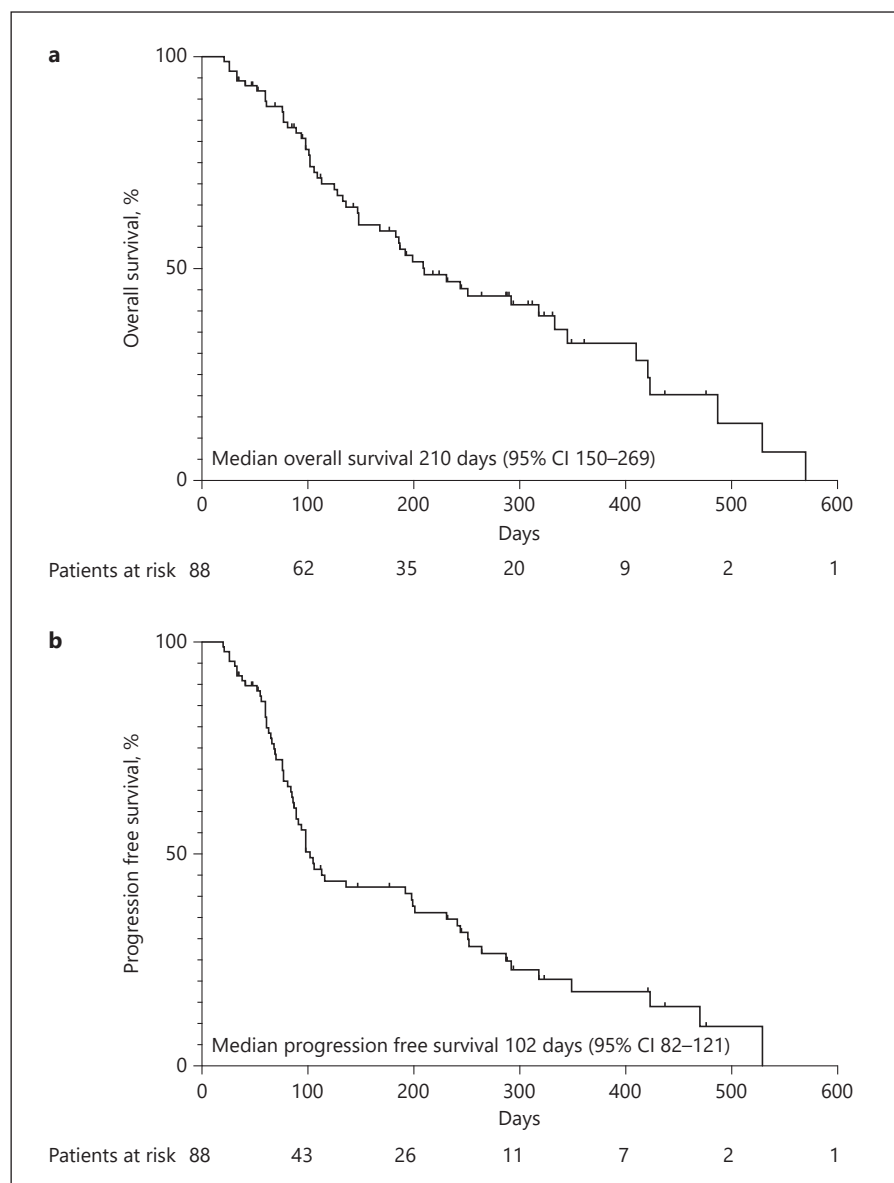 a
100
50
0
Overall survival, %
Median overall survival 210 days (95% CI 150–269)
0 100 200 300 400 500 600
Days
Patients at risk 88 62 35 20 9 2 1
b
100
50
0
Progression free survival, %
Median progression free survival 102 days (95% CI 82–121)
0 100 200 300 400 500 600
Days
Patients at risk 88 43 26 11 7 2 1